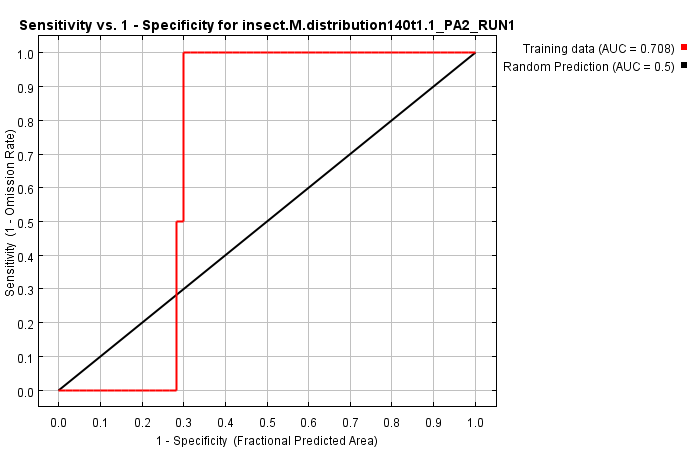 Sensitivity vs. 1 - Specificity for insect.M.distribution140t1.1_PA2_RUN1
Training data (AUC = 0.708)
Random Prediction (AUC = 0.5)
Sensitivity (1 - Omission Rate)
1.0
0.9
0.8
0.7
0.6
0.5
0.4
0.3
0.2
0.1
0.0
0.0 0.1 0.2 0.3 0.4 0.5 0.6 0.7 0.8 0.9 1.0
1 - Specificity (Fractional Predicted Area)